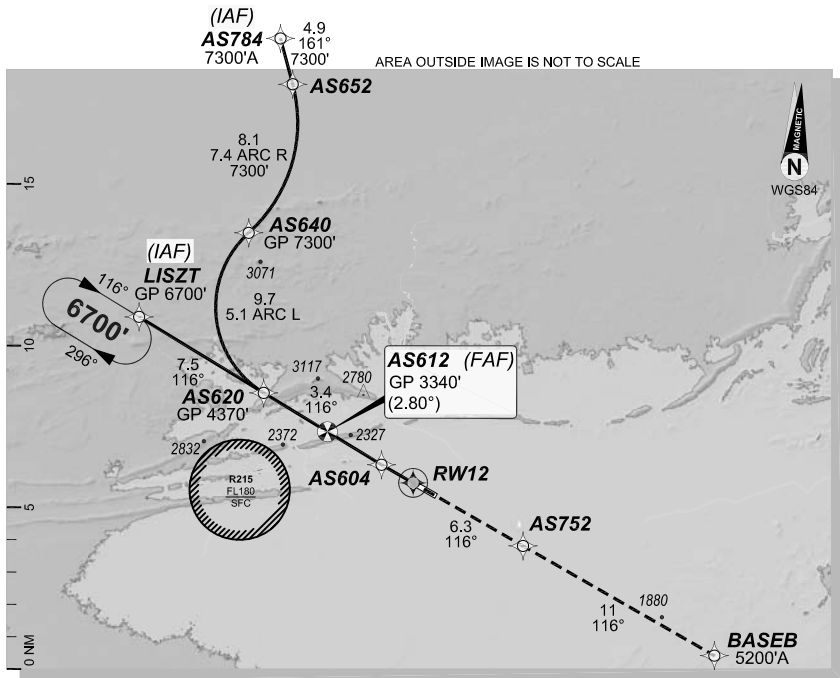 (IAF)
AS784
7300'A
4.9
161°
7300'
AREA OUTSIDE IMAGE IS NOT TO SCALE
AS652
MAGNETIC
N
WGS84
8.1
7.4 ARC R
7300'
15
AS640
GP 7300'
(IAF)
LISZT
GP 6700'
3071
116°
6700'
296°
9.7
5.1 ARC L
10
7.5
116°
AS620
GP 4370'
3117
3.4
116°
2780
AS612 (FAF)
GP 3340'
(2.80°)
2832
2372
2327
R215
FL180
SFC
AS604
RW12
5
6.3
116°
AS752
11
116°
1880
BASEB
5200'A
0 NM